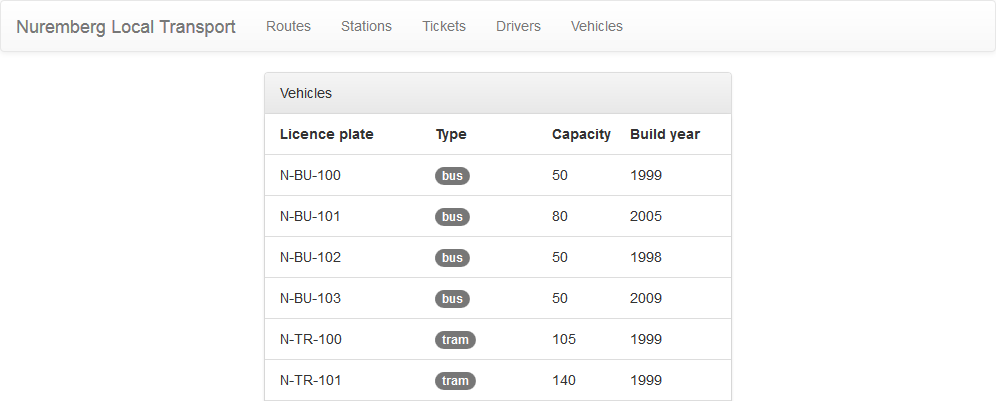 Nuremberg Local Transport Routes Stations Tickets Drivers Vehicles
Vehicles
Licence plate Type Capacity Build year
N-BU-100 bus 50 1999
N-BU-101 bus 80 2005
N-BU-102 bus 50 1998
N-BU-103 bus 50 2009
N-TR-100 tram 105 1999
N-TR-101 tram 140 1999